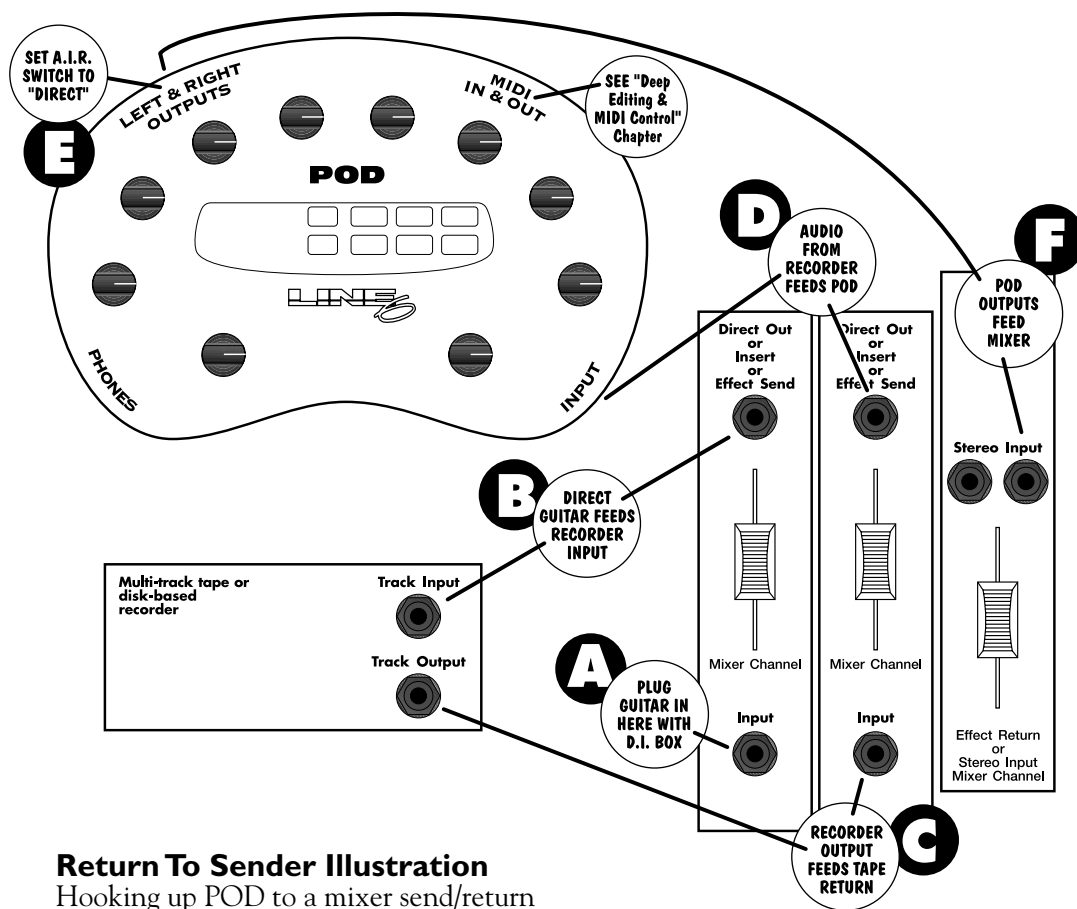 SET A.I.R.
SWITCH TO
"DIRECT"
E
LEFT & RIGHT
OUTPUTS
MIDI
IN & OUT
SEE "Deep
Editing &
MIDI Control"
Chapter
POD
LINE 6
PHONES
INPUT
D
AUDIO
FROM
RECORDER
FEEDS POD
F
POD
OUTPUTS
FEED
MIXER
Direct Out
or
Insert
or
Effect Send
Direct Out
or
Insert
or
Effect Send
Stereo Input
B
DIRECT
GUITAR FEEDS
RECORDER
INPUT
Multi-track tape or
disk-based
recorder
Track Input
Track Output
A
PLUG
GUITAR IN
HERE WITH
D.I. BOX
Mixer Channel
Mixer Channel
Input
Input
Effect Return
or
Stereo Input
Mixer Channel
C
RECORDER
OUTPUT
FEEDS TAPE
RETURN
Return To Sender Illustration
Hooking up POD to a mixer send/return